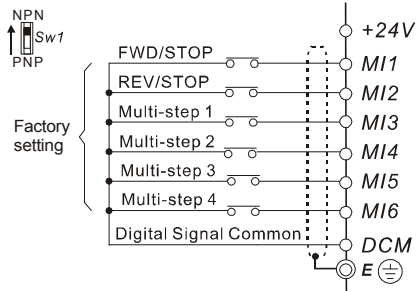 NPN
Sw1
PNP
+24V
FWD/STOP
MI1
REV/STOP
MI2
Multi-step 1
MI3
Factory
setting
Multi-step 2
MI4
Multi-step 3
MI5
Multi-step 4
MI6
Digital Signal Common
DCM
E